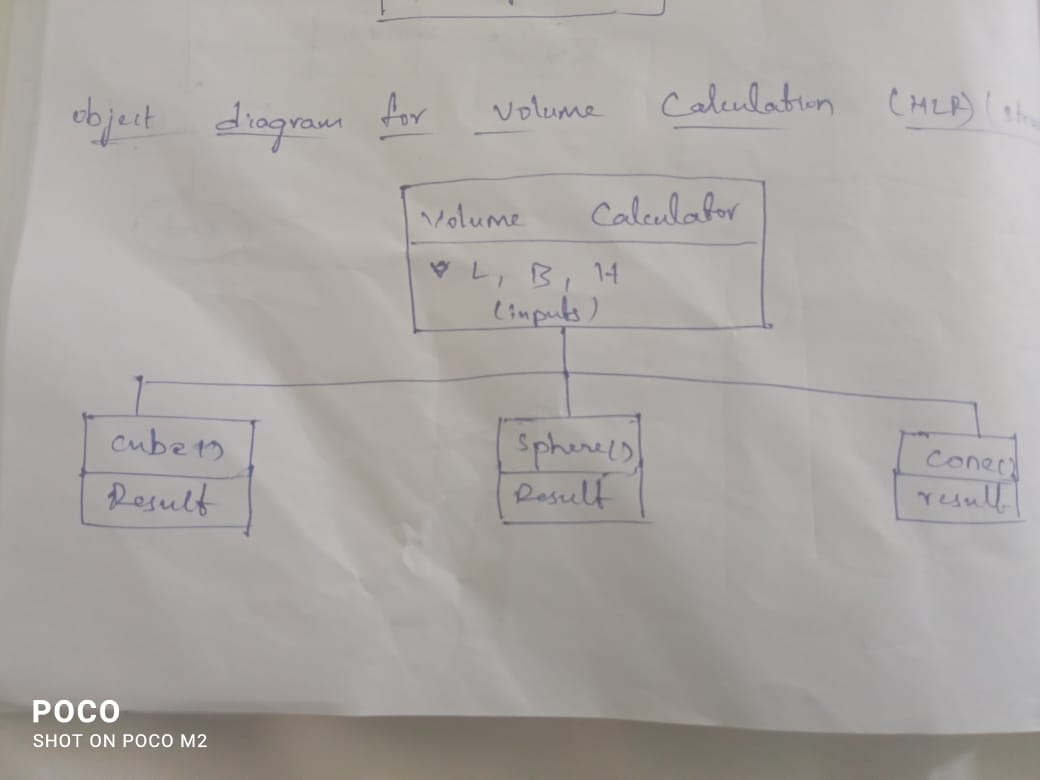 object diagram for volume Calculation (HLR)
Volume Calculator
L, B, H
(inputs)
Cube()
Result
Sphere()
Result
Cone()
result
POCO
SHOT ON POCO M2